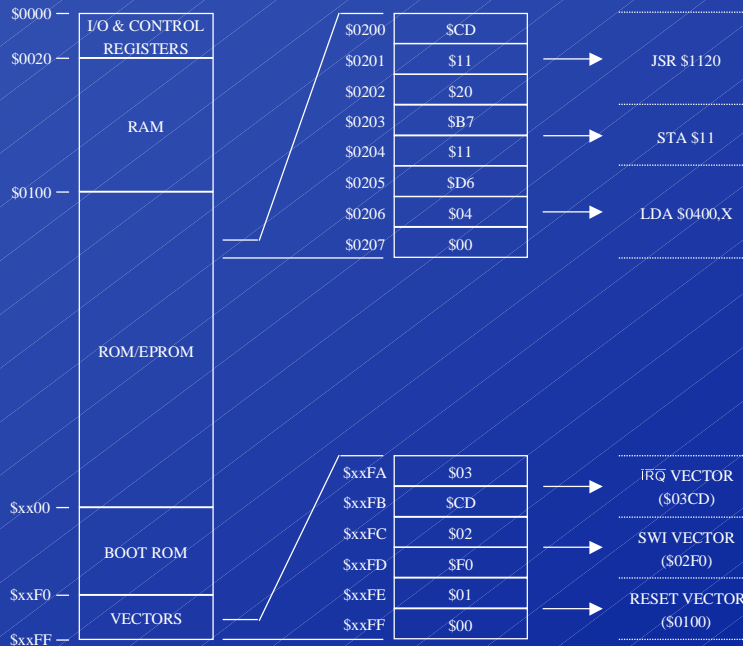 $0000
I/O & CONTROL
REGISTERS
$0020
RAM
$0100
ROM/EPROM
$xx00
BOOT ROM
$xxF0
VECTORS
$xxFF
$0200 $CD
$0201 $11
$0202 $20
$0203 $B7
$0204 $11
$0205 $D6
$0206 $04
$0207 $00
JSR $1120
STA $11
LDA $0400,X
$xxFA $03
$xxFB $CD
$xxFC $02
$xxFD $F0
$xxFE $01
$xxFF $00
IRQ VECTOR
($03CD)
SWI VECTOR
($02F0)
RESET VECTOR
($0100)